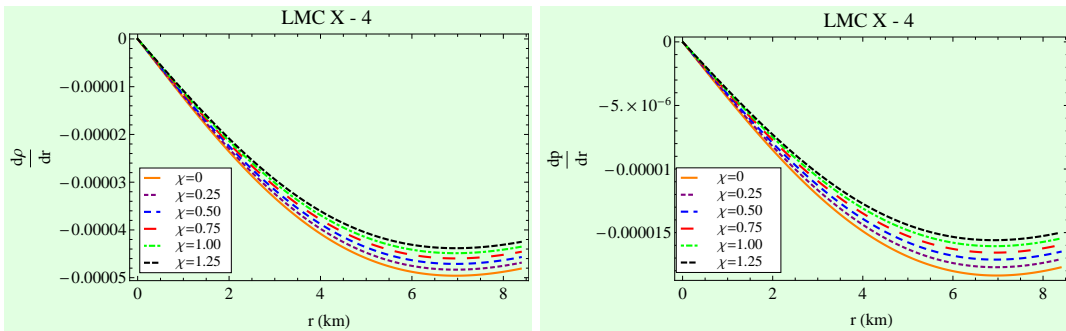 LMC X - 4
0
−0.00001
−0.00002
−0.00003
−0.00004
−0.00005
dρ
dr
χ=0
χ=0.25
χ=0.50
χ=0.75
χ=1.00
χ=1.25
0 2 4 6 8
r (km)
LMC X - 4
0
−5.×10⁻⁶
−0.00001
−0.000015
dp
dr
χ=0
χ=0.25
χ=0.50
χ=0.75
χ=1.00
χ=1.25
0 2 4 6 8
r (km)